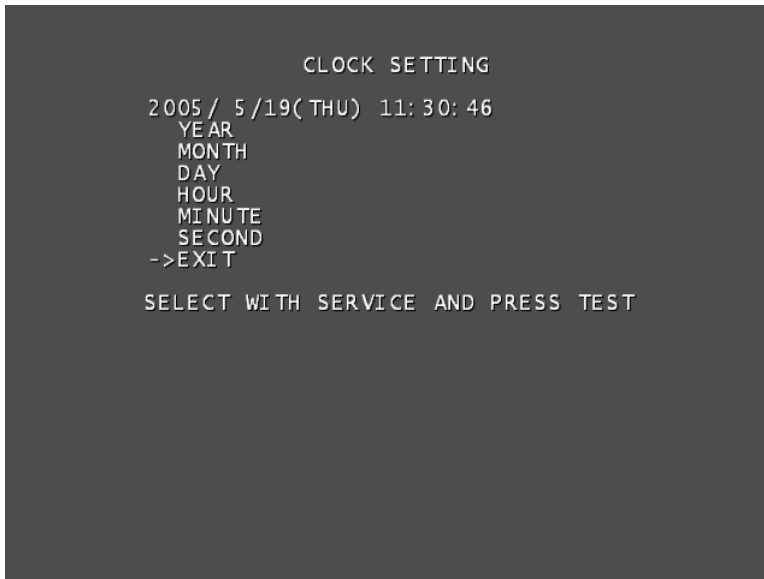 CLOCK SETTING
2005/ 5/19(THU) 11:30:46
YEAR
MONTH
DAY
HOUR
MINUTE
SECOND
->EXIT
SELECT WITH SERVICE AND PRESS TEST